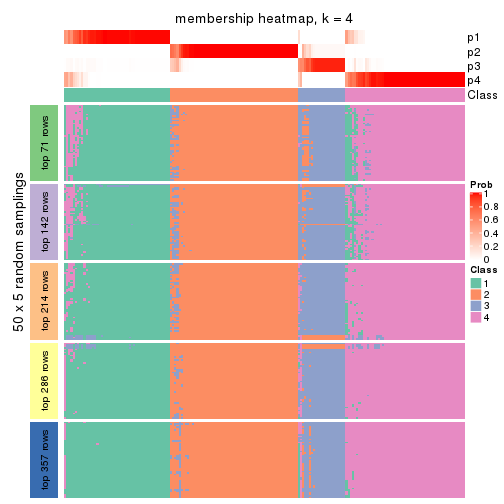 membership heatmap, k = 4
p1
p2
p3
p4
Class
50 x 5 random samplings
top 71 rows
top 142 rows
top 214 rows
top 286 rows
top 357 rows
Prob
1
0.8
0.6
0.4
0.2
0
Class
1
2
3
4